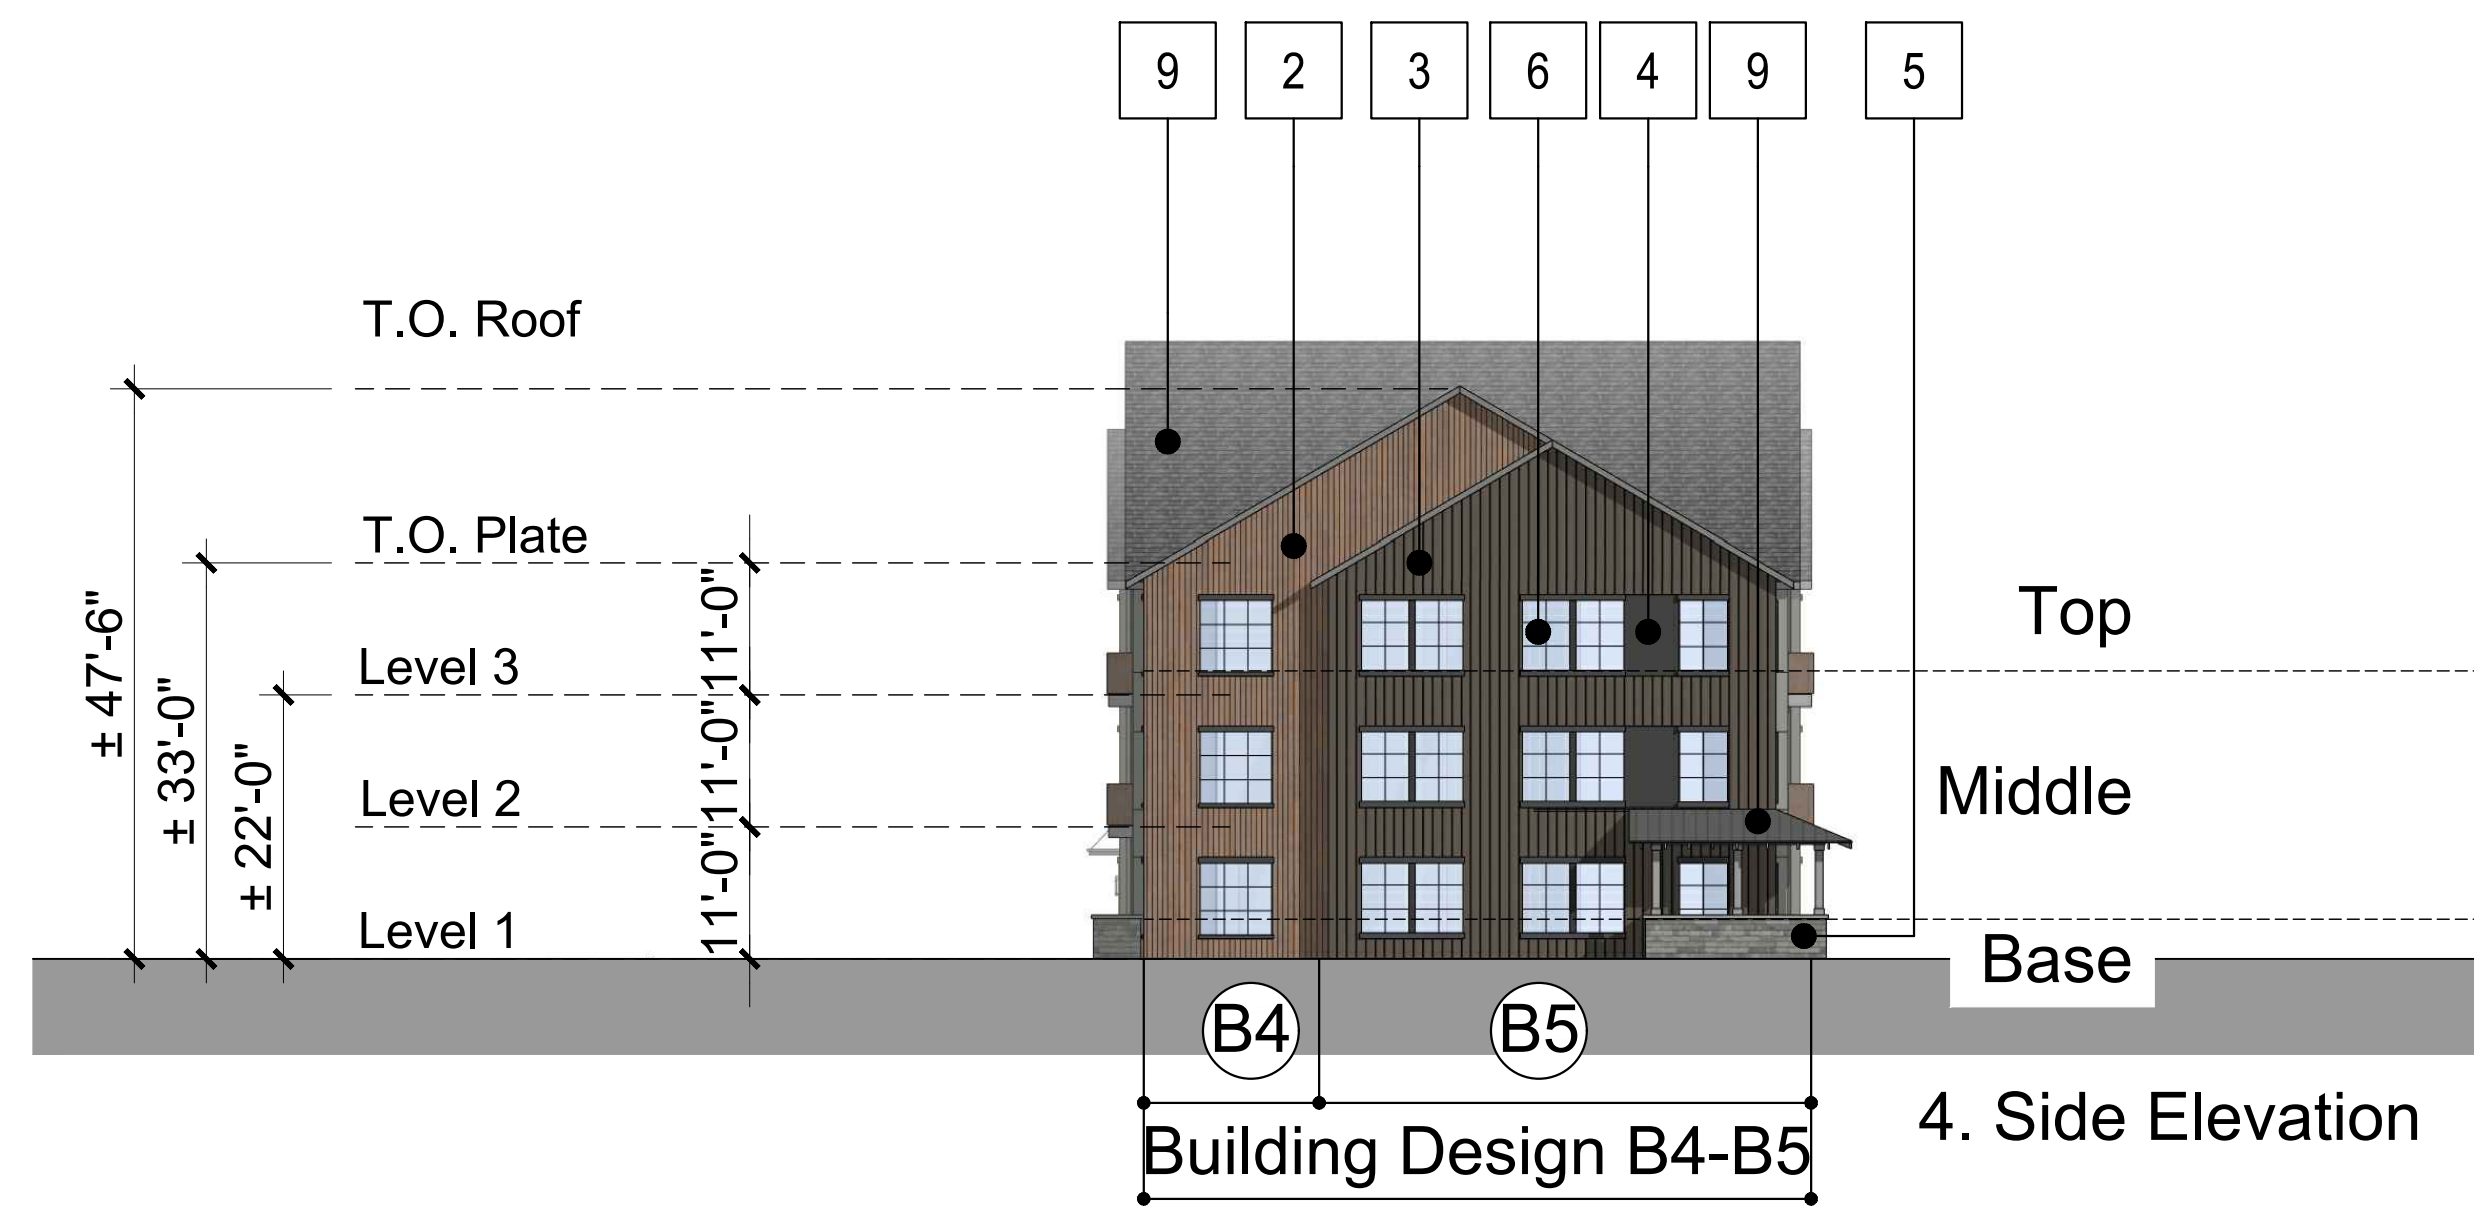 9 2 3 6 4 9 5
T.O. Roof
T.O. Plate
Level 3
Level 2
Level 1
± 47'-6"
± 33'-0"
± 22'-0"
11'-0"
11'-0"
11'-0"
Top
Middle
Base
B4 B5
Building Design B4-B5
4. Side Elevation